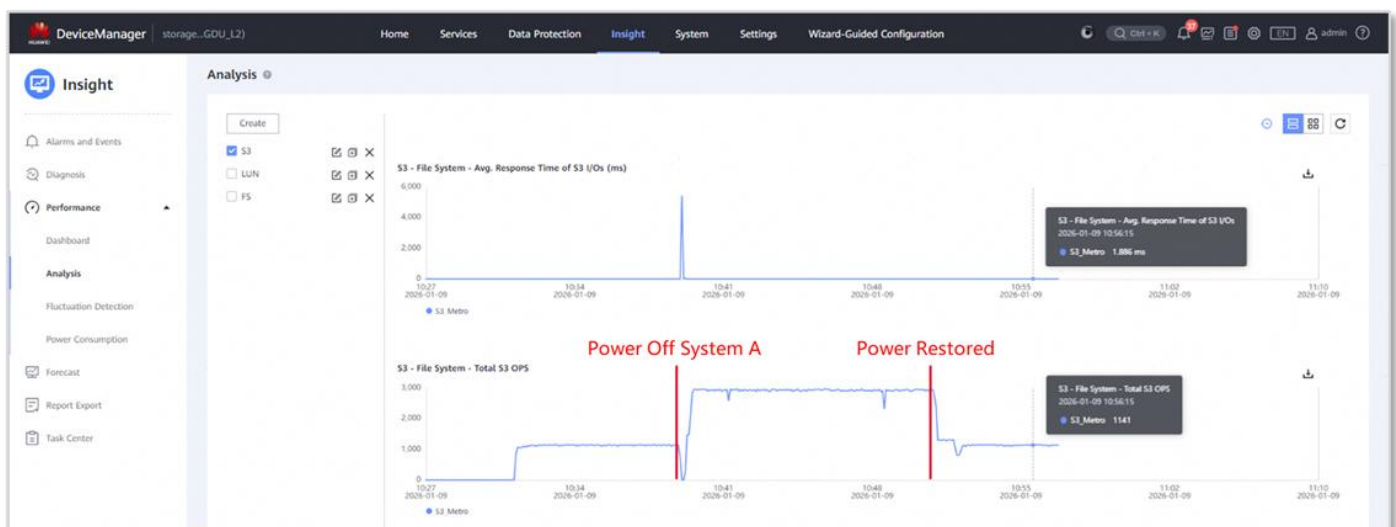 HUAWEI DeviceManager storage...GDU_L2) Home Services Data Protection Insight System Settings Wizard-Guided Configuration Ctrl + K 37 EN admin
Insight
Alarms and Events
Diagnosis
Performance
Dashboard
Analysis
Fluctuation Detection
Power Consumption
Forecast
Report Export
Task Center
Analysis
Create
S3
LUN
FS
S3 - File System - Avg. Response Time of S3 I/Os (ms)
6,000
4,000
2,000
0
10:27 10:34 10:41 10:48 10:55 11:02 11:10
2026-01-09 2026-01-09 2026-01-09 2026-01-09 2026-01-09 2026-01-09 2026-01-09
S3_Metro
S3 - File System - Avg. Response Time of S3 I/Os
2026-01-09 10:56:15
S3_Metro 1.886 ms
Power Off System A Power Restored
S3 - File System - Total S3 OPS
3,000
2,000
1,000
0
10:27 10:34 10:41 10:48 10:55 11:02 11:10
2026-01-09 2026-01-09 2026-01-09 2026-01-09 2026-01-09 2026-01-09 2026-01-09
S3_Metro
S3 - File System - Total S3 OPS
2026-01-09 10:56:15
S3_Metro 1141